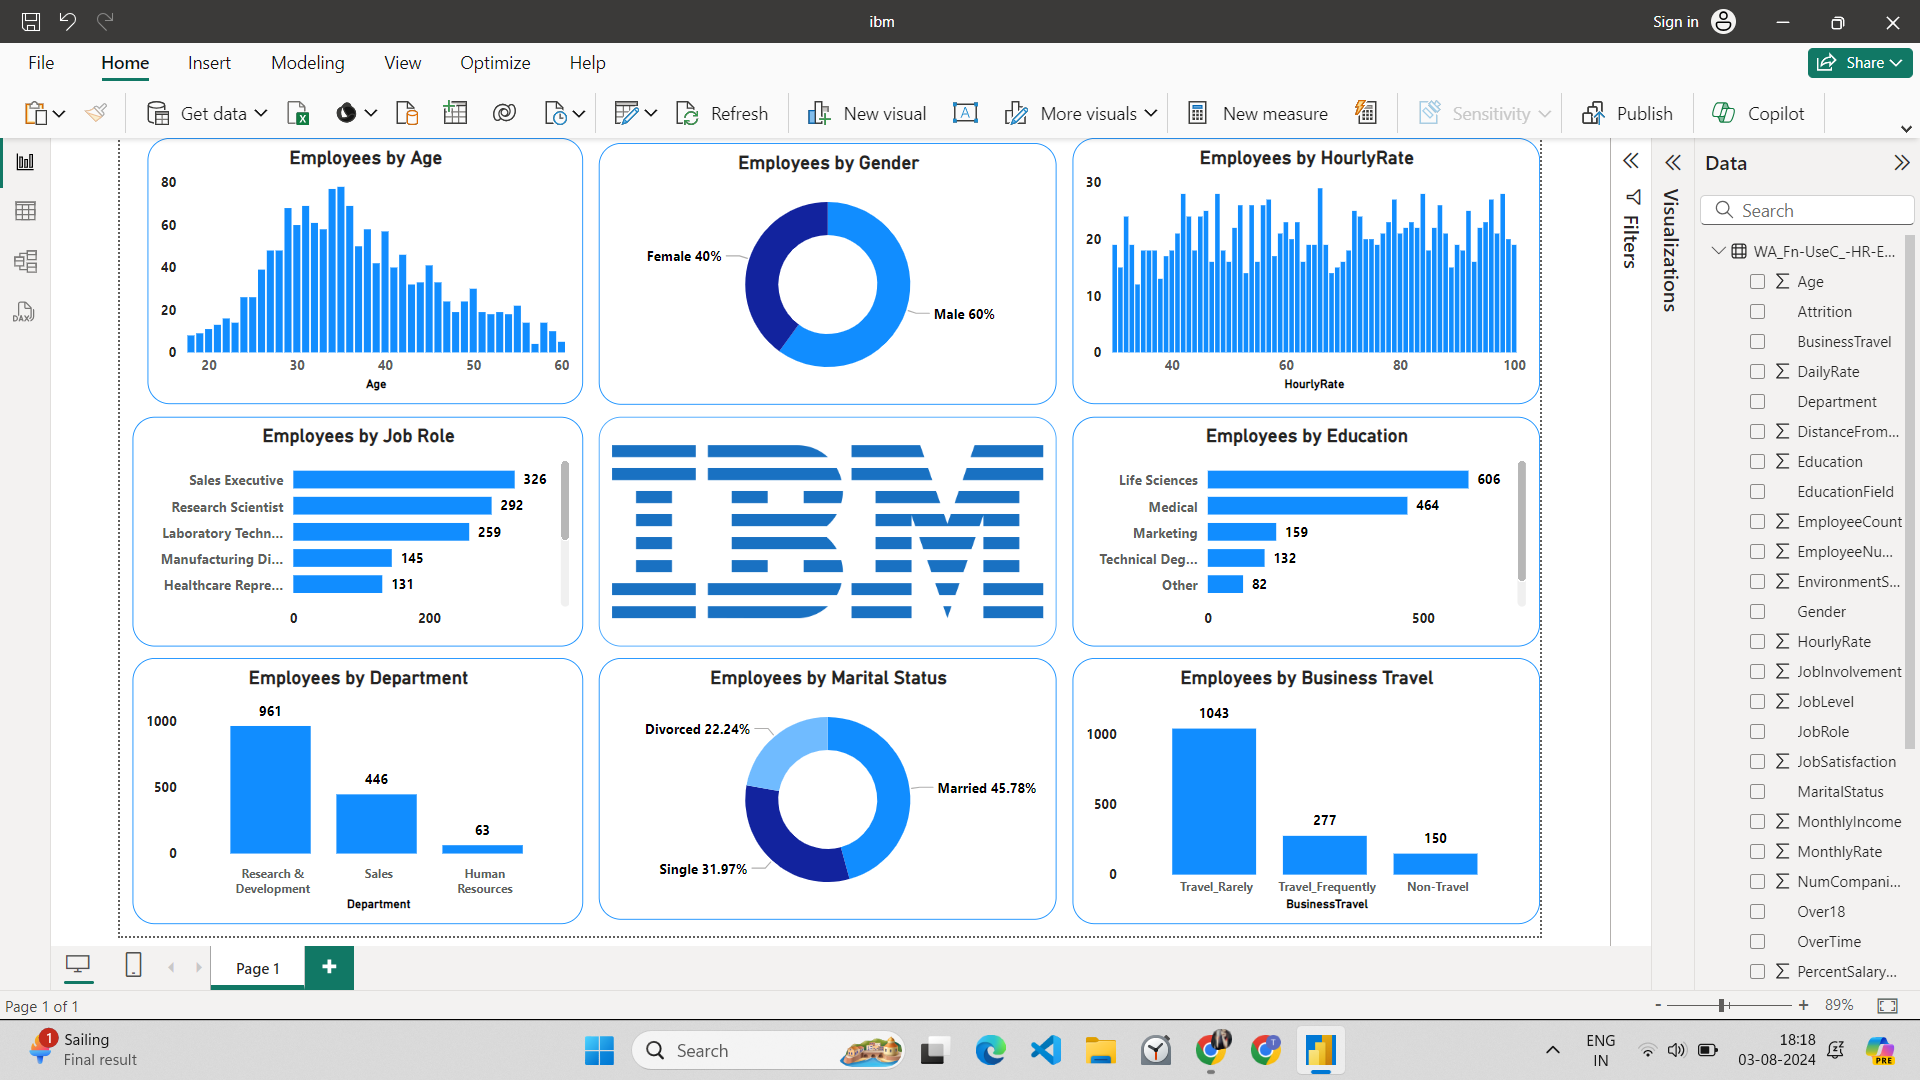 ibm
Sign in
File
Home
Insert
Modeling
View
Optimize
Help
Share
Get data
Refresh
New visual
More visuals
New measure
Sensitivity
Publish
Copilot
Employees by Age
80
60
40
20
0
20 30 40 50 60
Age
Employees by Gender
Female 40%
Male 60%
Employees by HourlyRate
30
20
10
0
40 60 80 100
HourlyRate
Employees by Job Role
Sales Executive 326
Research Scientist 292
Laboratory Techn... 259
Manufacturing Di... 145
Healthcare Repre... 131
0 200
IBM
Employees by Education
Life Sciences 606
Medical 464
Marketing 159
Technical Deg... 132
Other 82
0 500
Employees by Department
1000
500
0
961
446
63
Research &
Development
Sales
Human
Resources
Department
Employees by Marital Status
Divorced 22.24%
Married 45.78%
Single 31.97%
Employees by Business Travel
1000
500
0
1043
277
150
Travel_Rarely Travel_Frequently Non-Travel
BusinessTravel
Filters
Visualizations
Data
Search
WA_Fn-UseC_-HR-E...
Age
Attrition
BusinessTravel
DailyRate
Department
DistanceFrom...
Education
EducationField
EmployeeCount
EmployeeNu...
EnvironmentS...
Gender
HourlyRate
JobInvolvement
JobLevel
JobRole
JobSatisfaction
MaritalStatus
MonthlyIncome
MonthlyRate
NumCompani...
Over18
OverTime
PercentSalary...
DAX
Page 1
Page 1 of 1
- + 89%
1
Sailing
Final result
Search
T
ENG
IN
18:18
03-08-2024
PRE